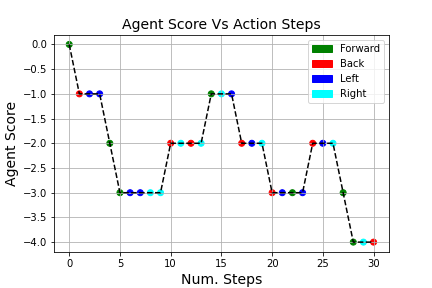 Agent Score Vs Action Steps
0.0
−0.5
−1.0
−1.5
−2.0
−2.5
−3.0
−3.5
−4.0
Agent Score
Forward
Back
Left
Right
0 5 10 15 20 25 30
Num. Steps